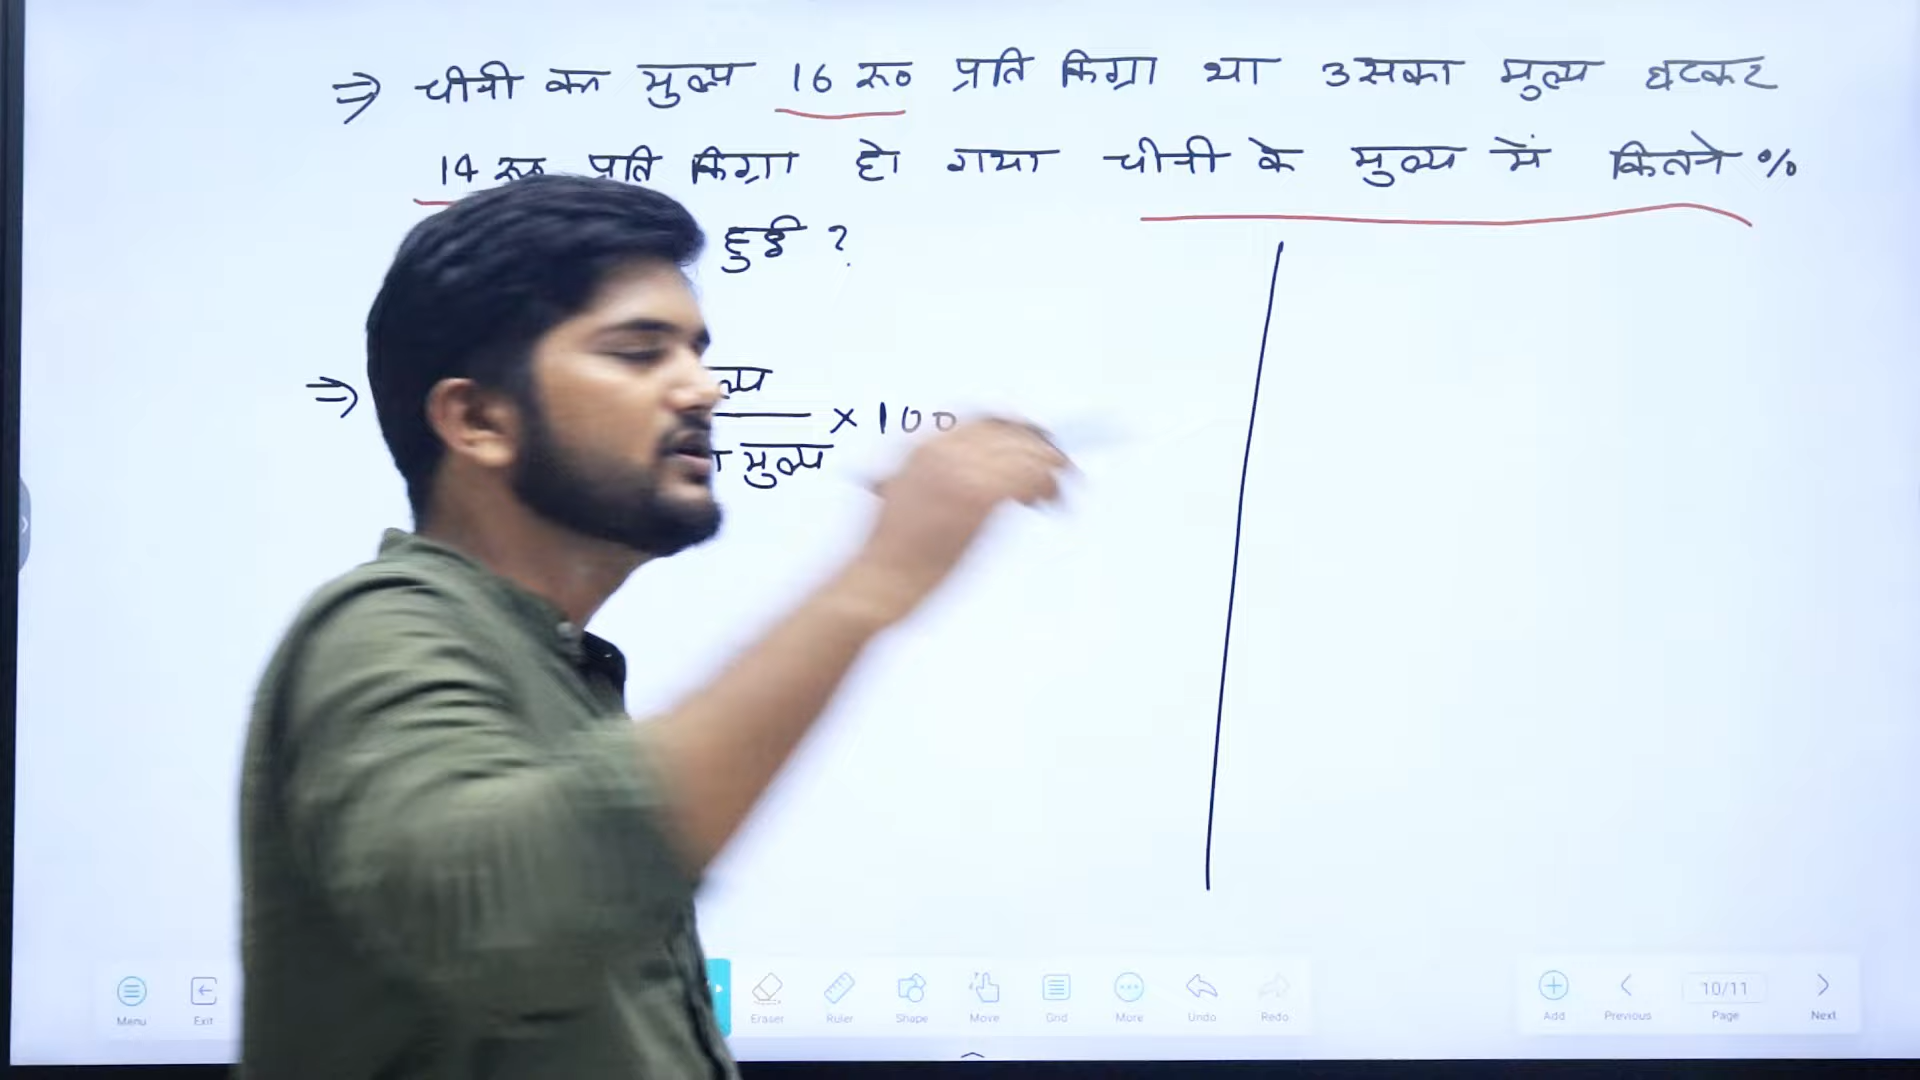 ⇒ चीनी का मुल्य 16 रू० प्रति किग्रा था उसका मुल्य घटकर
14 रू० प्रति किग्रा हो गया चीनी के मुल्य में कितने %
हुई ?
⇒
× 100
मुल्य
Menu Exit Eraser Ruler Shape Move Grid More Undo Redo Add Previous 10/11 Page Next